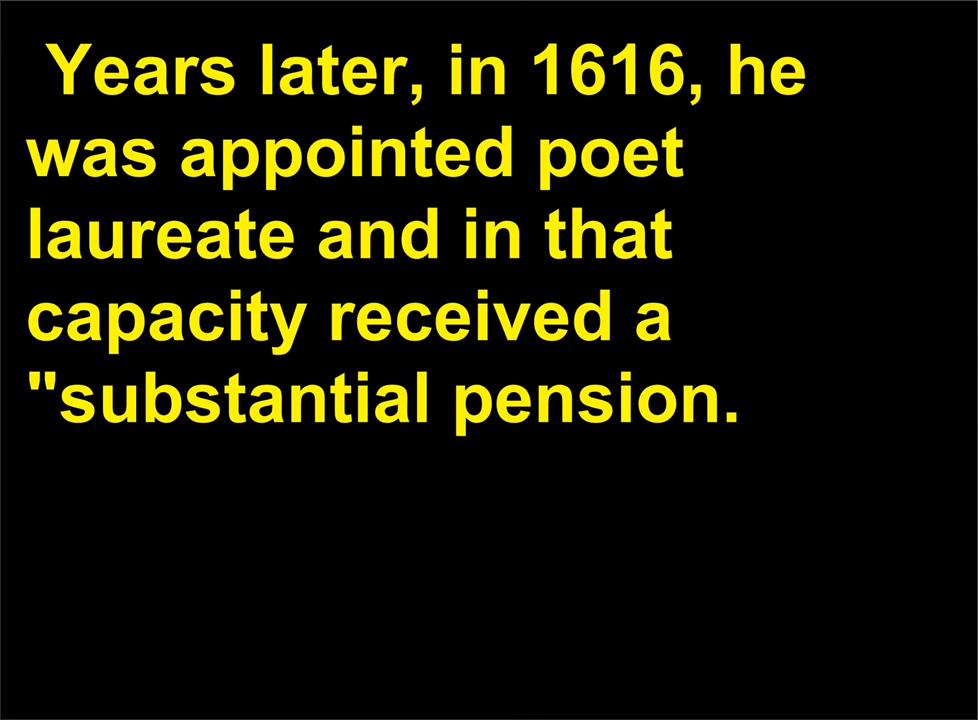 Years later, in 1616, he
was appointed poet
laureate and in that
capacity received a
"substantial pension.